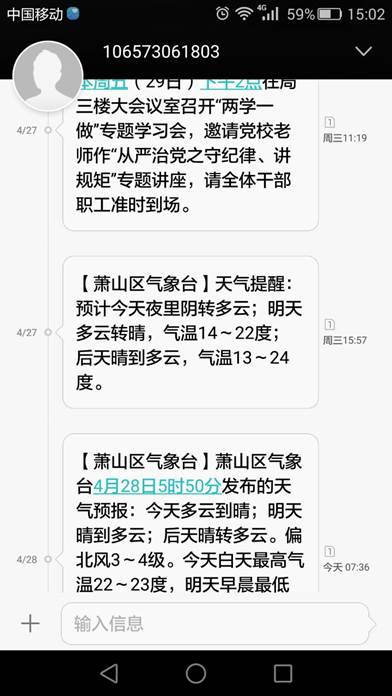 中国移动 4G 59% 15:02
106573061803
本周五（29日）下午2点在局
三楼大会议室召开“两学一
做”专题学习会，邀请党校老
师作“从严治党之守纪律、讲
规矩”专题讲座，请全体干部
职工准时到场。
4/27
1
周三11:19
【萧山区气象台】天气提醒：
预计今天夜里阴转多云；明天
多云转晴，气温14～22度；
后天晴到多云，气温13～24
度。
4/27
1
周三15:57
【萧山区气象台】萧山区气象
台4月28日5时50分发布的天
气预报：今天多云到晴；明天
晴到多云；后天晴转多云。偏
北风3～4级。今天白天最高气
温22～23度，明天早晨最低
4/28
1
今天 07:36
输入信息